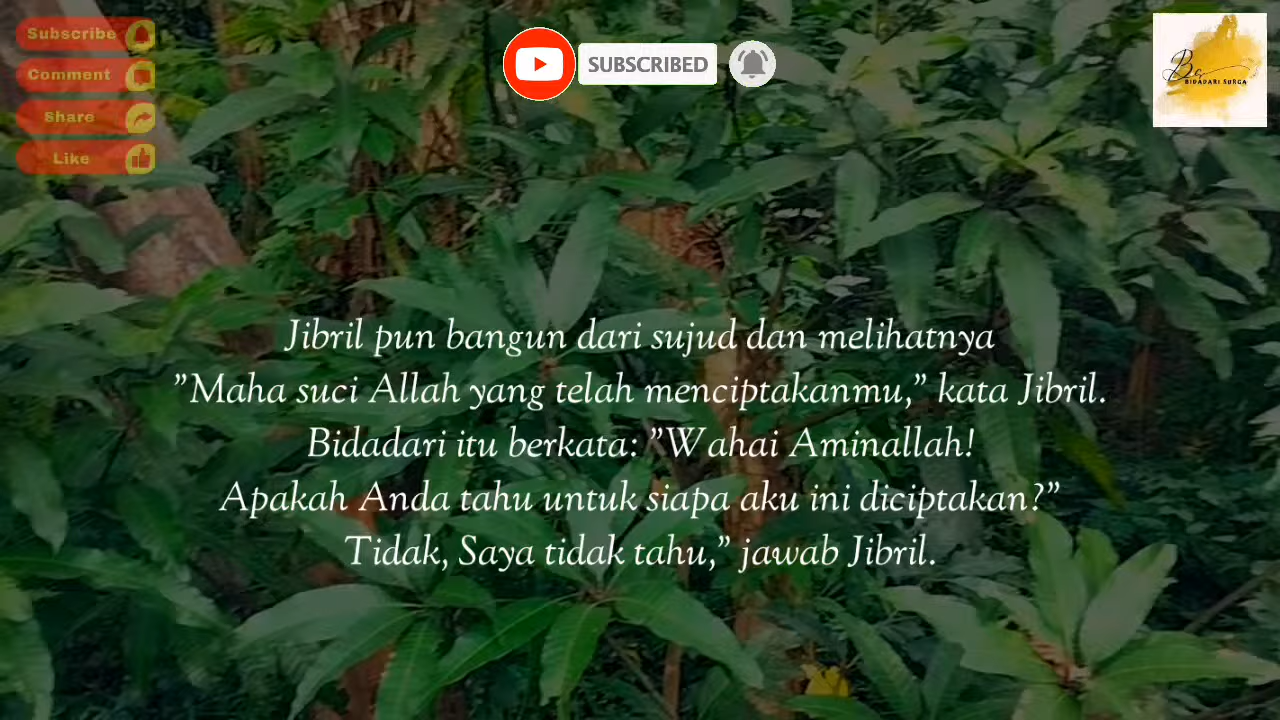 Subscribe
Comment
Share
Like
SUBSCRIBED
Bs
BIDADARI SURGA
Jibril pun bangun dari sujud dan melihatnya
”Maha suci Allah yang telah menciptakanmu,” kata Jibril.
Bidadari itu berkata: ”Wahai Aminallah!
Apakah Anda tahu untuk siapa aku ini diciptakan?”
Tidak, Saya tidak tahu,” jawab Jibril.